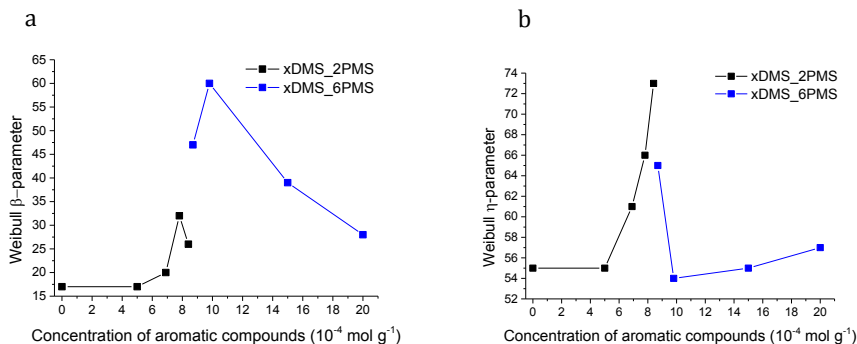 a
65
60
55
50
45
40
35
30
25
20
15
0 2 4 6 8 10 12 14 16 18 20
Weibull β−parameter
Concentration of aromatic compounds (10⁻⁴ mol g⁻¹)
xDMS_2PMS
xDMS_6PMS
b
74
72
70
68
66
64
62
60
58
56
54
52
0 2 4 6 8 10 12 14 16 18 20
Weibull η-parameter
Concentration of aromatic compounds (10⁻⁴ mol g⁻¹)
xDMS_2PMS
xDMS_6PMS